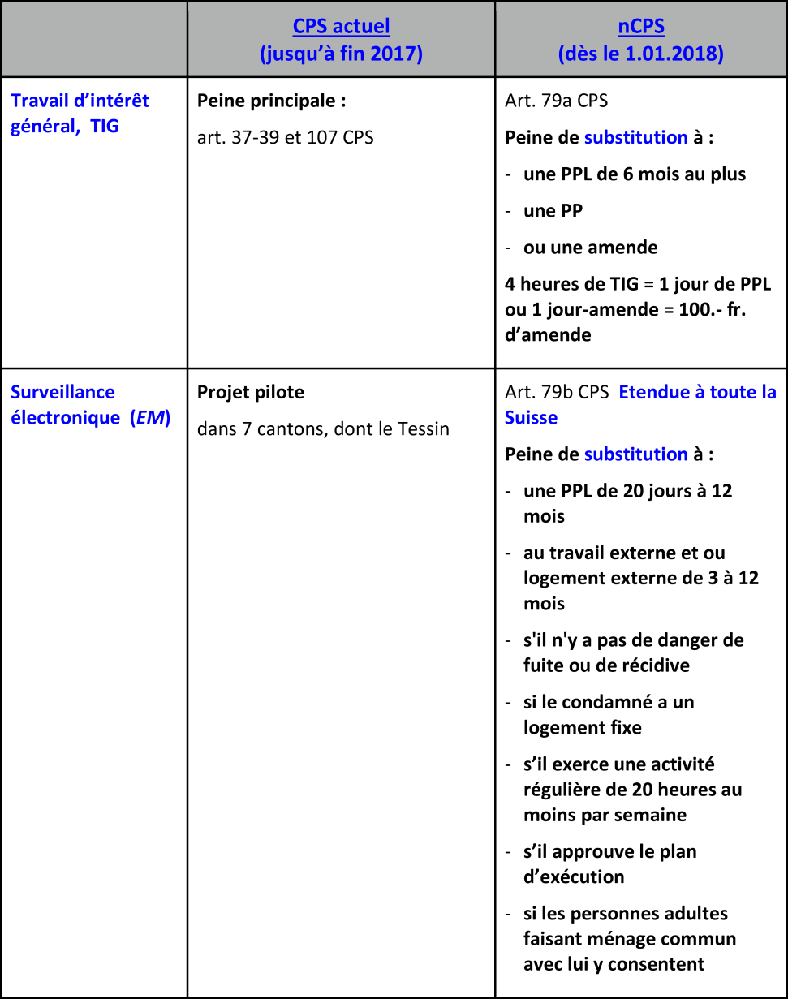 CPS actuel
(jusqu’à fin 2017)
nCPS
(dès le 1.01.2018)
Travail d’intérêt
général, TIG
Peine principale :
art. 37-39 et 107 CPS
Art. 79a CPS
Peine de substitution à :
- une PPL de 6 mois au plus
- une PP
- ou une amende
4 heures de TIG = 1 jour de PPL
ou 1 jour-amende = 100.- fr.
d’amende
Surveillance
électronique (EM)
Projet pilote
dans 7 cantons, dont le Tessin
Art. 79b CPS Etendue à toute la
Suisse
Peine de substitution à :
- une PPL de 20 jours à 12
mois
- au travail externe et ou
logement externe de 3 à 12
mois
- s'il n'y a pas de danger de
fuite ou de récidive
- si le condamné a un
logement fixe
- s’il exerce une activité
régulière de 20 heures au
moins par semaine
- s’il approuve le plan
d’exécution
- si les personnes adultes
faisant ménage commun
avec lui y consentent